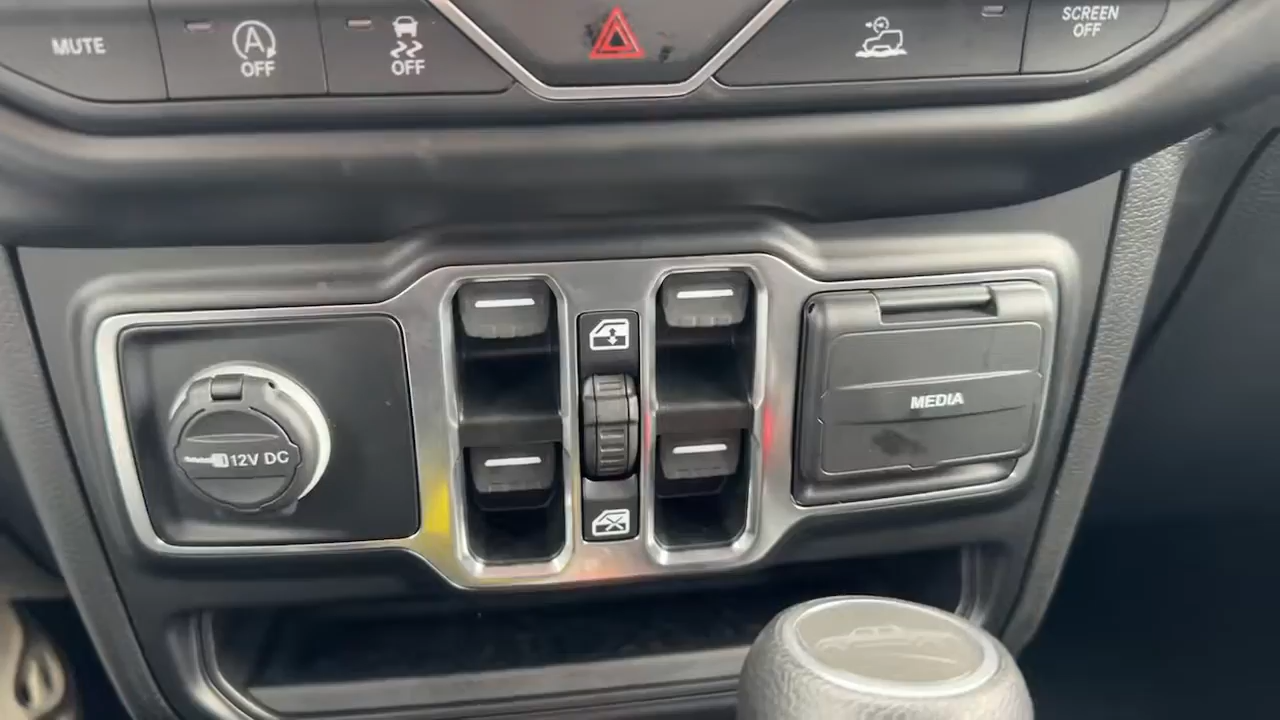 MUTE
A
OFF
OFF
SCREEN
OFF
12V DC
MEDIA